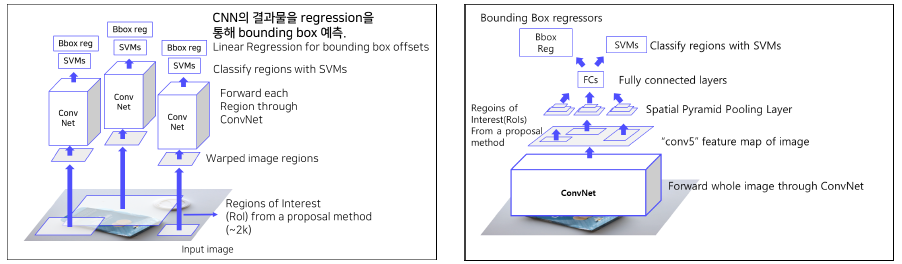 CNN의 결과물을 regression을
통해 bounding box 예측.
Linear Regression for bounding box offsets
Bbox reg
SVMs
Bbox reg
SVMs
Bbox reg
SVMs
Classify regions with SVMs
Conv
Net
Conv
Net
Conv
Net
Forward each
Region through
ConvNet
Warped image regions
Regions of Interest
(RoI) from a proposal method
(~2k)
Input image
Bounding Box regressors
Bbox
Reg
SVMs
Classify regions with SVMs
FCs
Fully connected layers
Spatial Pyramid Pooling Layer
Regoins of
Interest(RoIs)
From a proposal
method
"conv5" feature map of image
ConvNet
Forward whole image through ConvNet